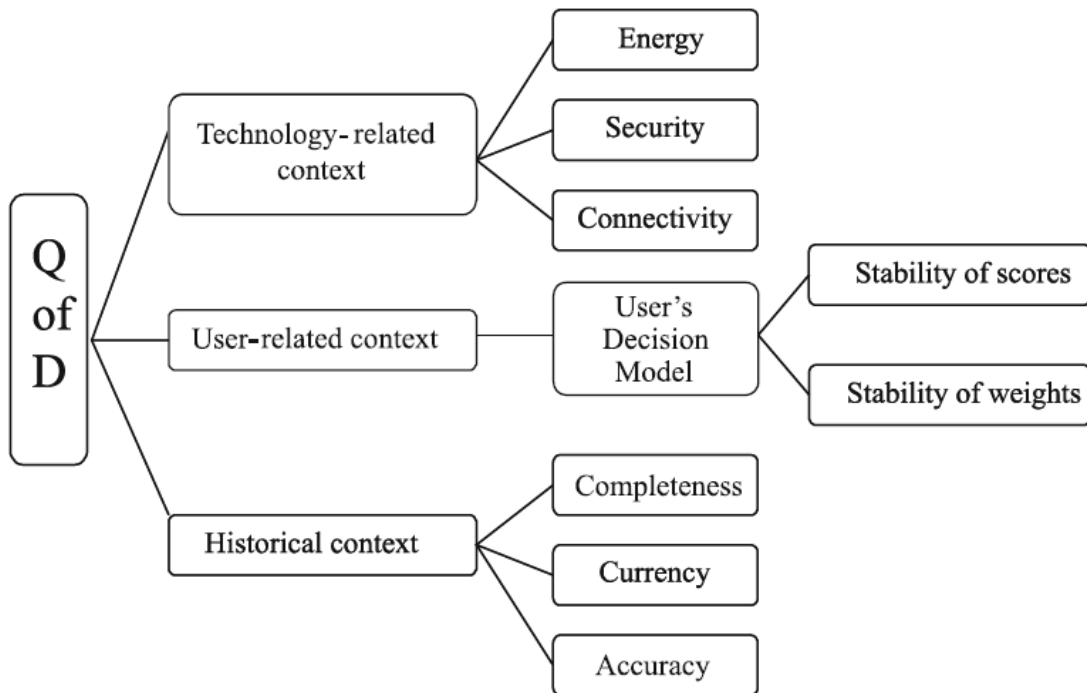 Q
of
D
Technology-related
context
Energy
Security
Connectivity
User-related context
User’s
Decision
Model
Stability of scores
Stability of weights
Historical context
Completeness
Currency
Accuracy